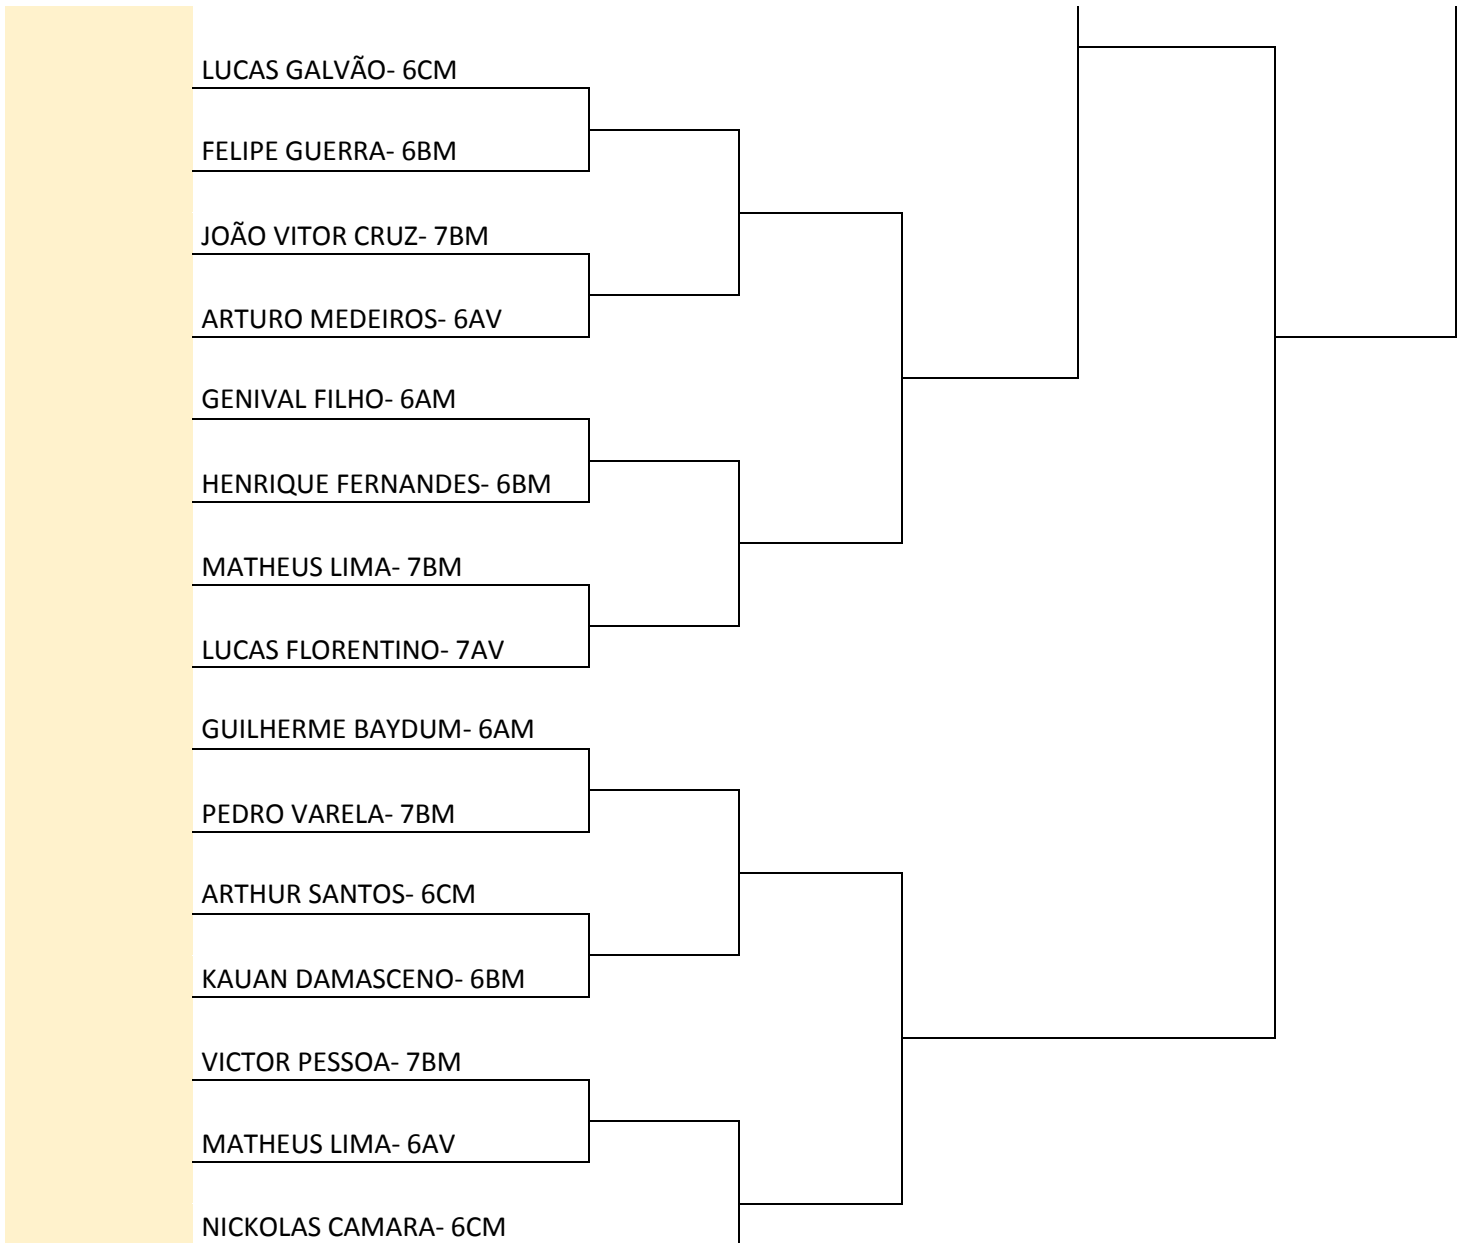 LUCAS GALVÃO- 6CM
FELIPE GUERRA- 6BM
JOÃO VITOR CRUZ- 7BM
ARTURO MEDEIROS- 6AV
GENIVAL FILHO- 6AM
HENRIQUE FERNANDES- 6BM
MATHEUS LIMA- 7BM
LUCAS FLORENTINO- 7AV
GUILHERME BAYDUM- 6AM
PEDRO VARELA- 7BM
ARTHUR SANTOS- 6CM
KAUAN DAMASCENO- 6BM
VICTOR PESSOA- 7BM
MATHEUS LIMA- 6AV
NICKOLAS CAMARA- 6CM